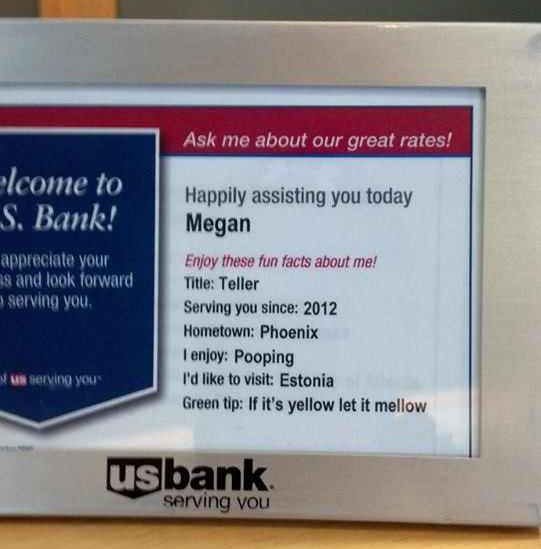 Ask me about our great rates!
elcome to
S. Bank!
appreciate your
ss and look forward
serving you.
us serving you
Happily assisting you today
Megan
Enjoy these fun facts about me!
Title: Teller
Serving you since: 2012
Hometown: Phoenix
I enjoy: Pooping
I'd like to visit: Estonia
Green tip: If it's yellow let it mellow
usbank.
serving you